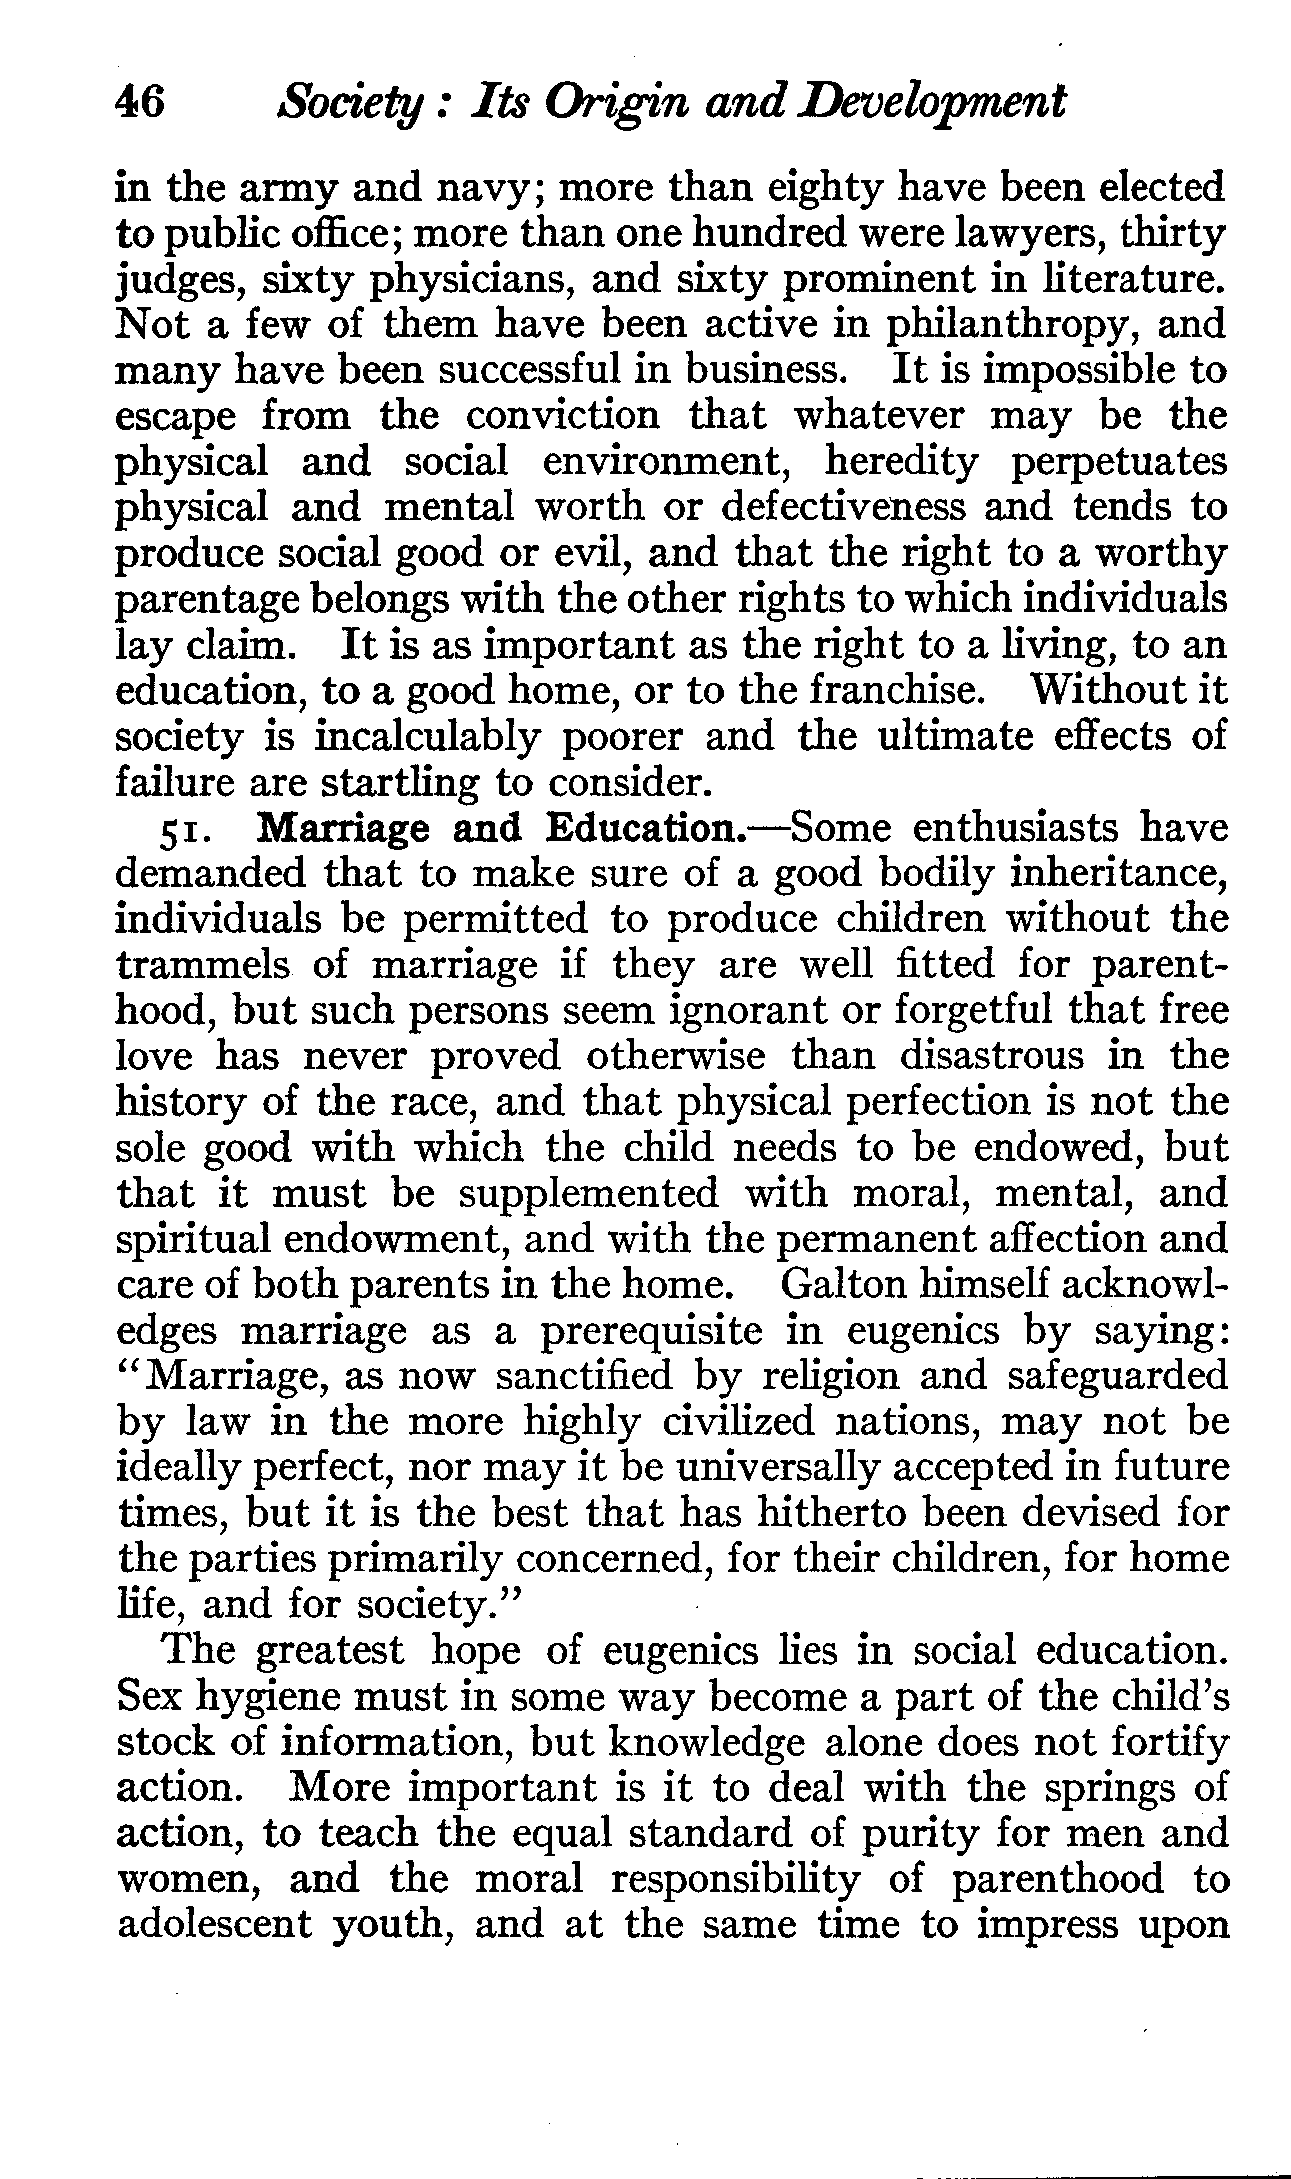 46 Society : Its Origin and Development
in the army and navy; more than eighty have been elected
to public office; more than one hundred were lawyers, thirty
judges, sixty physicians, and sixty prominent in literature.
Not a few of them have been active in philanthropy, and
many have been successful in business. It is impossible to
escape from the conviction that whatever may be the
physical and social environment, heredity perpetuates
physical and mental worth or defectiveness and tends to
produce social good or evil, and that the right to a worthy
parentage belongs with the other rights to which individuals
lay claim. It is as important as the right to a living, to an
education, to a good home, or to the franchise. Without it
society is incalculably poorer and the ultimate effects of
failure are startling to consider.
51. Marriage and Education.—Some enthusiasts have
demanded that to make sure of a good bodily inheritance,
individuals be permitted to produce children without the
trammels of marriage if they are well fitted for parent-
hood, but such persons seem ignorant or forgetful that free
love has never proved otherwise than disastrous in the
history of the race, and that physical perfection is not the
sole good with which the child needs to be endowed, but
that it must be supplemented with moral, mental, and
spiritual endowment, and with the permanent affection and
care of both parents in the home. Galton himself acknowl-
edges marriage as a prerequisite in eugenics by saying:
“Marriage, as now sanctified by religion and safeguarded
by law in the more highly civilized nations, may not be
ideally perfect, nor may it be universally accepted in future
times, but it is the best that has hitherto been devised for
the parties primarily concerned, for their children, for home
life, and for society.”
The greatest hope of eugenics lies in social education.
Sex hygiene must in some way become a part of the child’s
stock of information, but knowledge alone does not fortify
action. More important is it to deal with the springs of
action, to teach the equal standard of purity for men and
women, and the moral responsibility of parenthood to
adolescent youth, and at the same time to impress upon